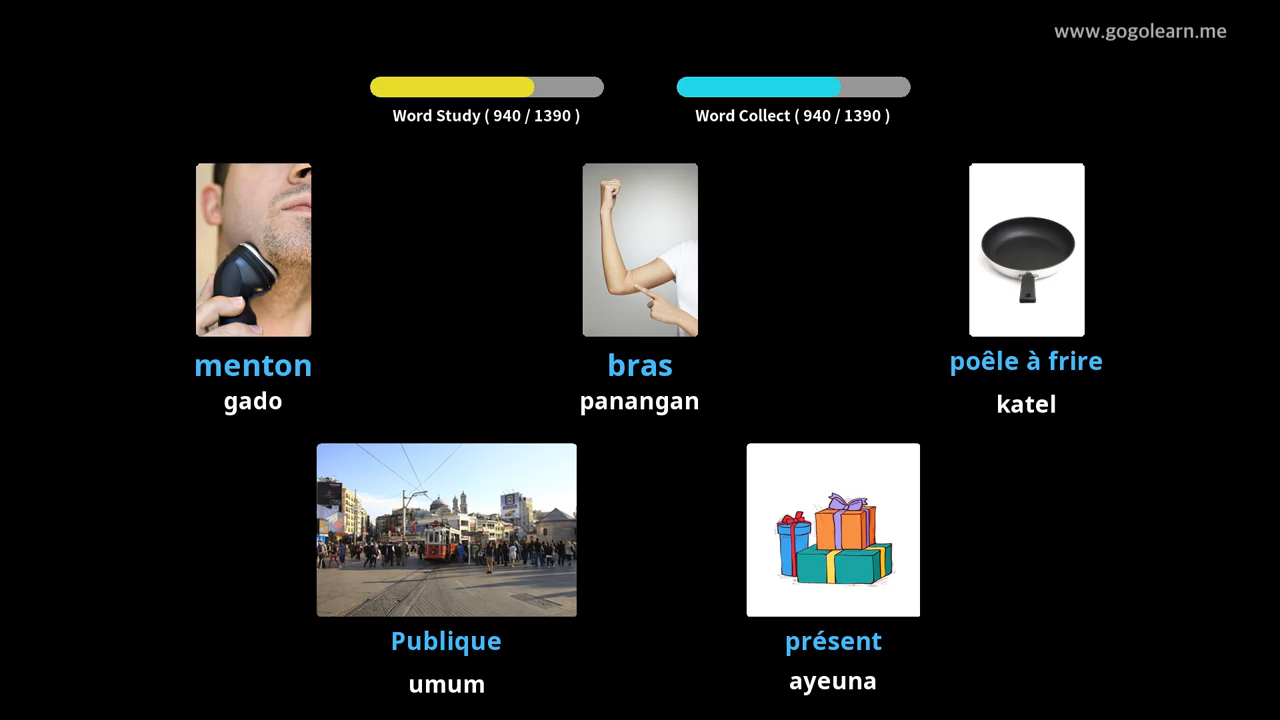 www.gogolearn.me
Word Study ( 940 / 1390 )
Word Collect ( 940 / 1390 )
menton
gado
bras
panangan
poêle à frire
katel
Publique
umum
présent
ayeuna